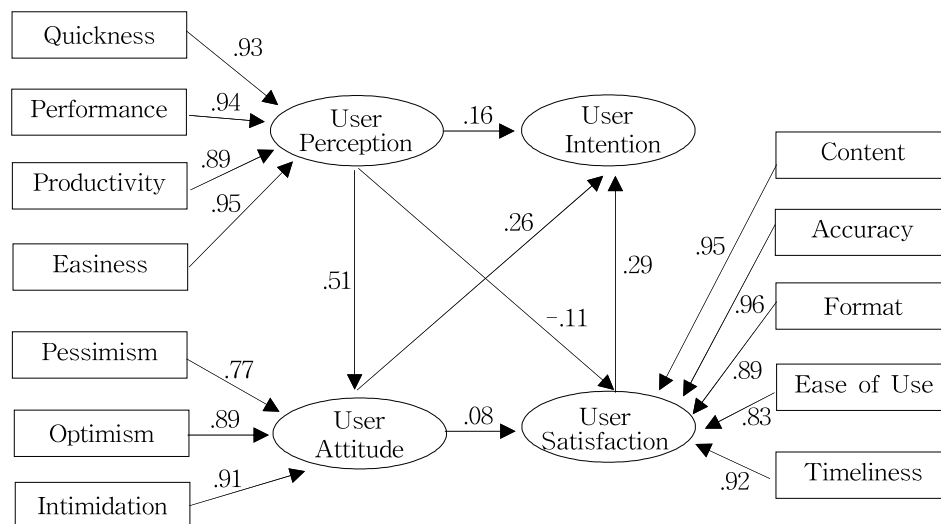 Quickness
.93
Performance
.94
User
Perception
.16
User
Intention
Content
Productivity
.89
.95
Easiness
Accuracy
.95
.26
.29
.51
-.11
.96
Format
Pessimism
.77
.89
Ease of Use
.83
Optimism
.89
User
Attitude
.08
User
Satisfaction
Intimidation
.91
.92
Timeliness